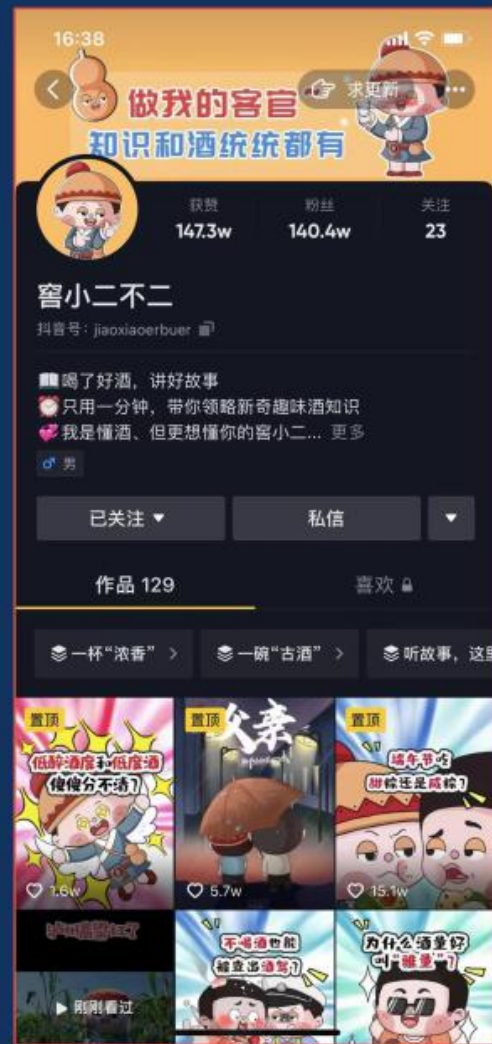 16:38
做我的客官
求更新
知识和酒统统都有
获赞
粉丝
关注
147.3w
140.4w
23
窖小二不二
抖音号：jiaoxiaoerbuer
喝了好酒，讲好故事
只用一分钟，带你领略新奇趣味酒知识
我是懂酒、但更想懂你的窖小二... 更多
男
已关注
私信
作品 129
喜欢
一杯“浓香”
一碗“古酒”
听故事，这里
置顶
低醉酒度和低度酒
傻傻分不清？
1.6w
置顶
父亲
5.7w
置顶
端午节吃
甜粽还是咸粽？
15.1w
刚刚看过
不喝酒也能
被查出酒驾？
为什么酒量好
叫“雅量”？